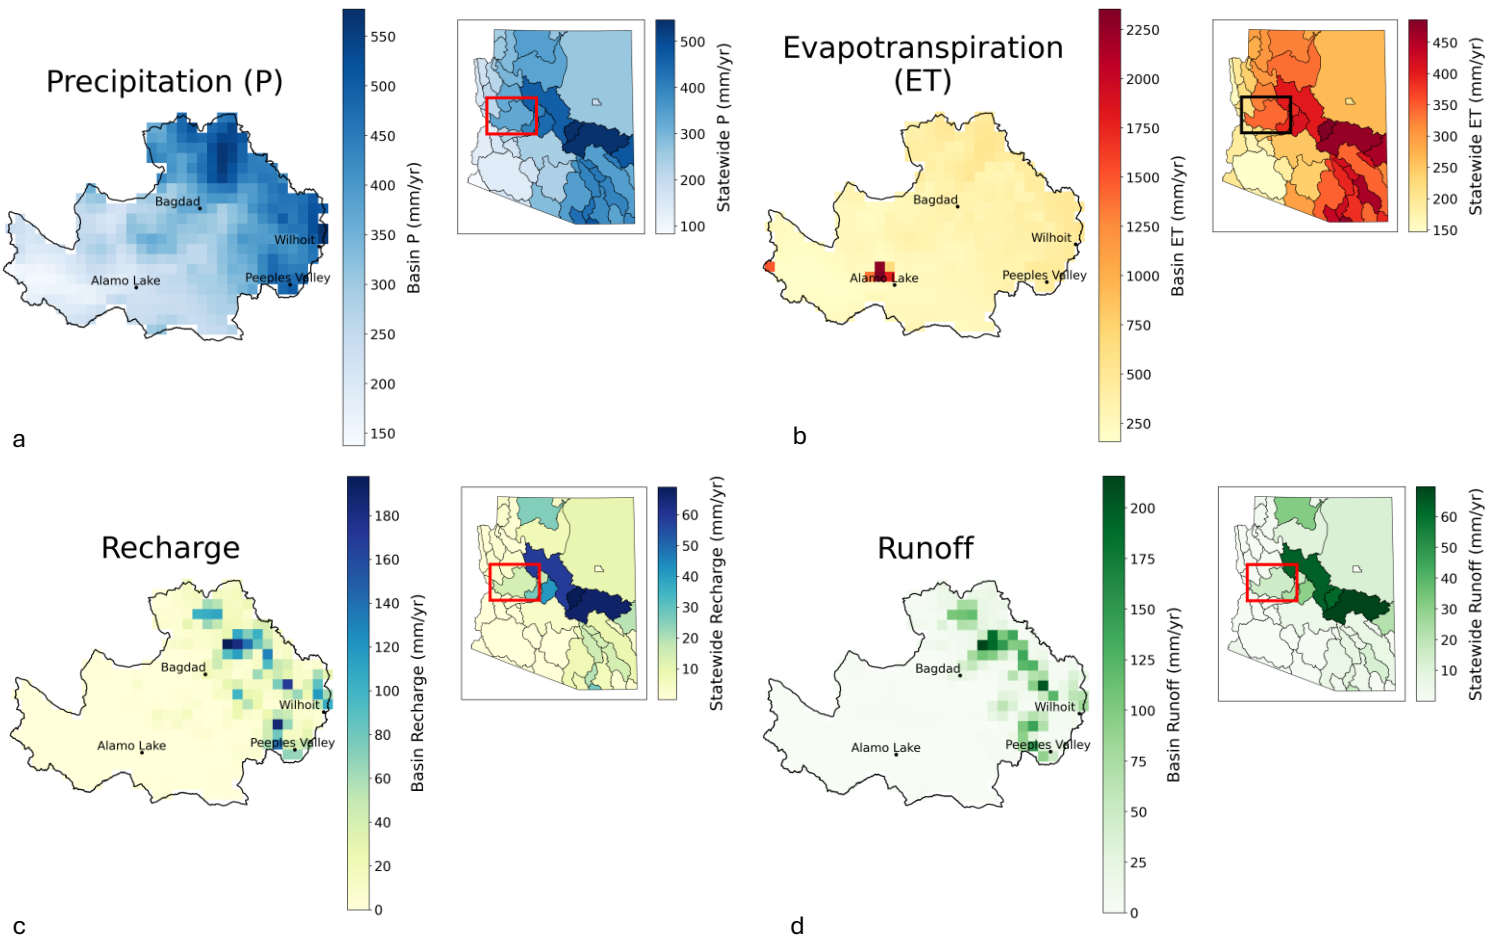 Precipitation (P)
Bagdad
Wilhoit
Alamo Lake
Peeples Valley
550
500
450
400
350
300
250
200
150
Basin P (mm/yr)
500
400
300
200
100
Statewide P (mm/yr)
a
Evapotranspiration
(ET)
Bagdad
Wilhoit
Alamo Lake
Peeples Valley
2250
2000
1750
1500
1250
1000
750
500
250
Basin ET (mm/yr)
450
400
350
300
250
200
150
Statewide ET (mm/yr)
b
Recharge
Bagdad
Wilhoit
Alamo Lake
Peeples Valley
180
160
140
120
100
80
60
40
20
0
Basin Recharge (mm/yr)
60
50
40
30
20
10
Statewide Recharge (mm/yr)
c
Runoff
Bagdad
Wilhoit
Alamo Lake
Peeples Valley
200
175
150
125
100
75
50
25
0
Basin Runoff (mm/yr)
60
50
40
30
20
10
Statewide Runoff (mm/yr)
d